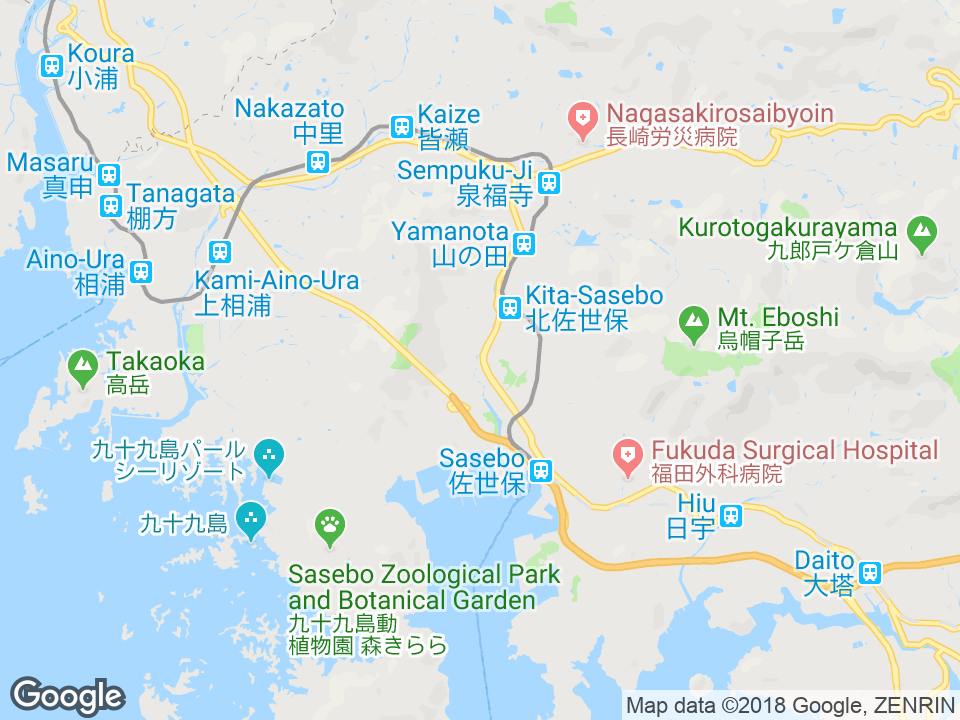 Koura
小浦
Nakazato
中里
Kaize
皆瀬
Nagasakirosaibyoin
長崎労災病院
Masaru
真申
Sempuku-Ji
泉福寺
Tanagata
棚方
Yamanota
山の田
Kurotogakurayama
九郎戸ケ倉山
Aino-Ura
相浦
Kami-Aino-Ura
上相浦
Kita-Sasebo
北佐世保
Mt. Eboshi
烏帽子岳
Takaoka
高岳
九十九島パール
シーリゾート
Sasebo
佐世保
Fukuda Surgical Hospital
福田外科病院
九十九島
Hiu
日宇
Daito
大塔
Sasebo Zoological Park
and Botanical Garden
九十九島動
植物園 森きらら
Google
Map data ©2018 Google, ZENRIN